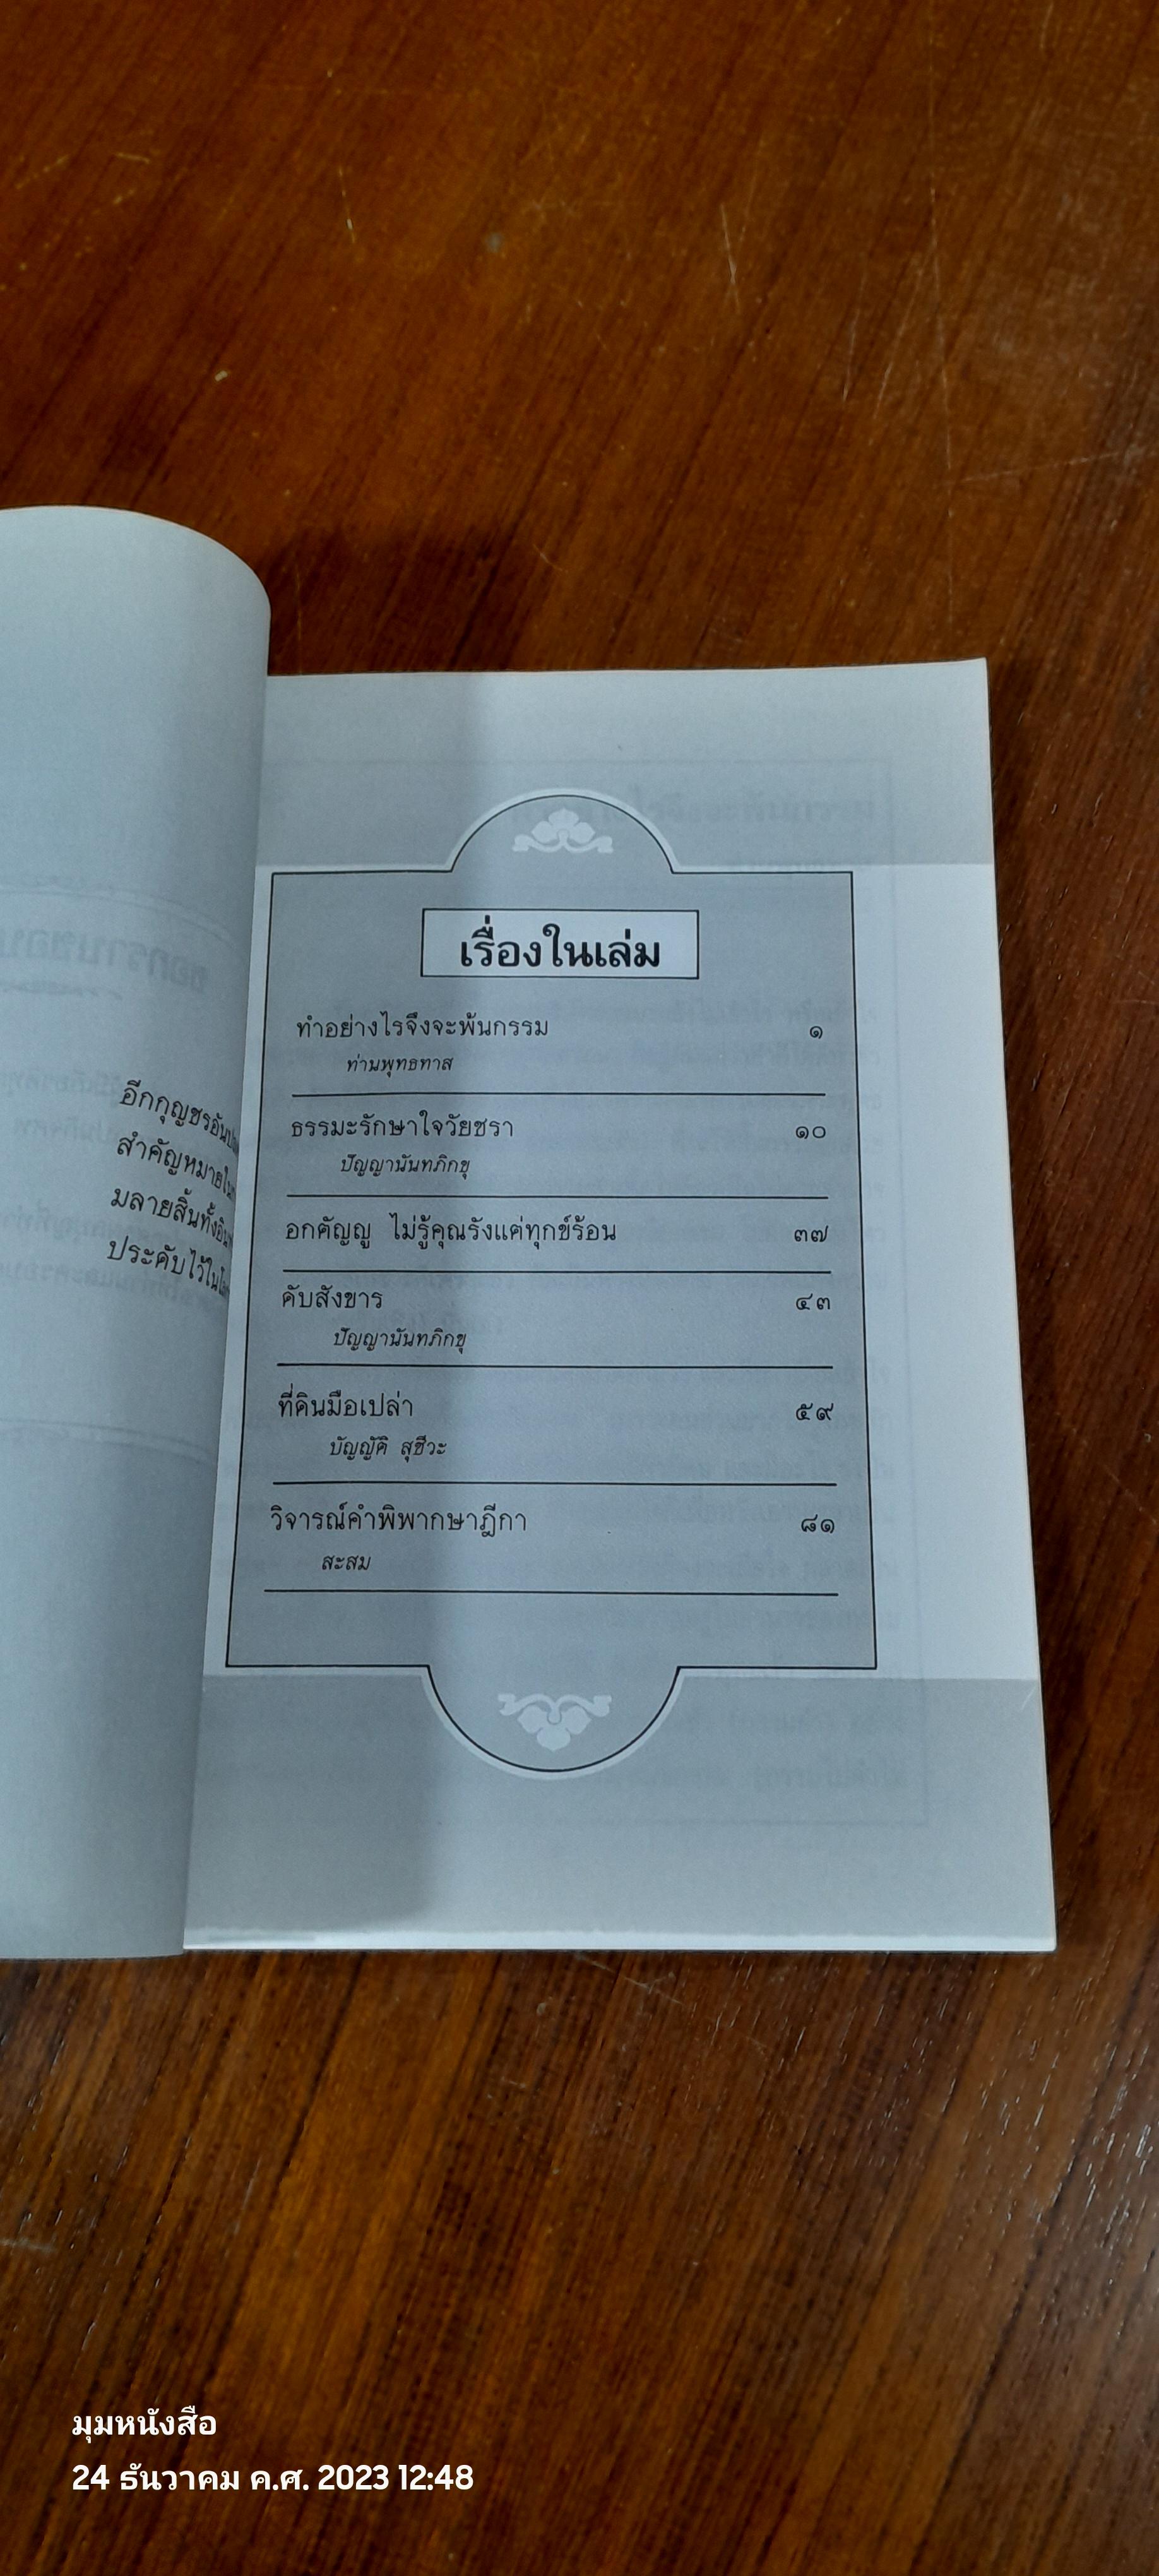 อีกกุญชรอัน
สำคัญหมายใน
มลายสิ้นทั้งอิน
ประดับไว้ในโลก
เรื่องในเล่ม
ทำอย่างไรจึงจะพ้นกรรม ๑
ท่านพุทธทาส
ธรรมะรักษาใจวัยชรา ๑๐
ปัญญานันทภิกขุ
อกตัญญู ไม่รู้คุณรังแต่ทุกข์ร้อน ๓๗
ดับสังขาร ๔๓
ปัญญานันทภิกขุ
ที่ดินมือเปล่า ๕๙
บัญญัติ สุชีวะ
วิจารณ์คำพิพากษาฎีกา ๘๑
สะสม
มุมหนังสือ
24 ธันวาคม ค.ศ. 2023 12:48